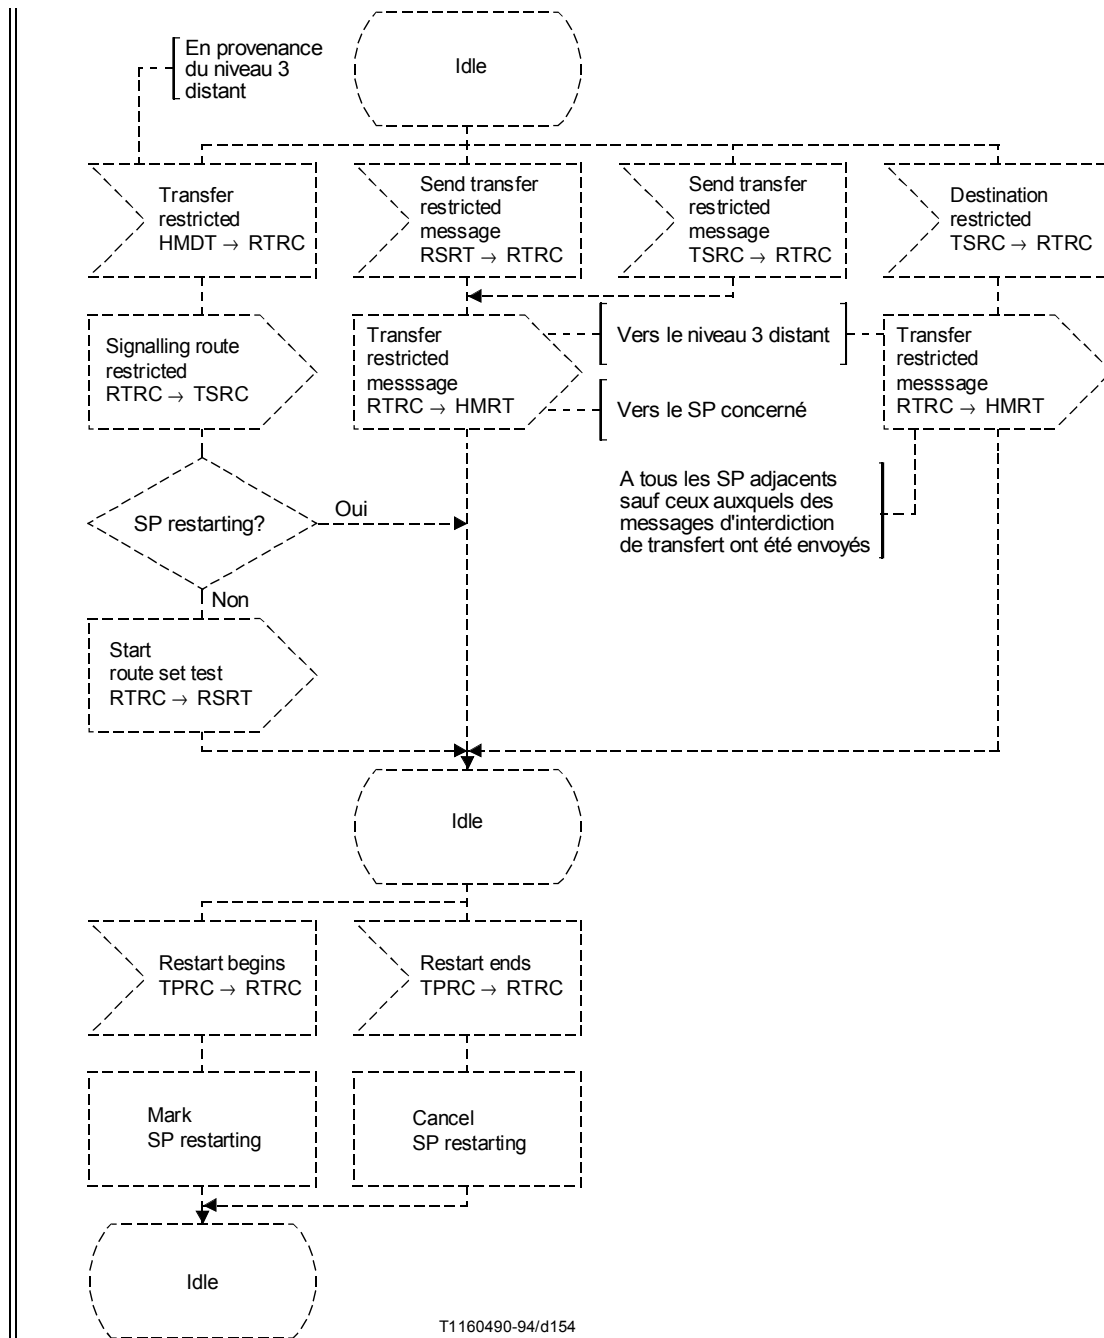 En provenance
du niveau 3
distant
Idle
Transfer
restricted
HMDT → RTRC
Send transfer
restricted
message
RSRT → RTRC
Send transfer
restricted
message
TSRC → RTRC
Destination
restricted
TSRC → RTRC
Signalling route
restricted
RTRC → TSRC
Transfer
restricted
messsage
RTRC → HMRT
Vers le niveau 3 distant
Vers le SP concerné
Transfer
restricted
messsage
RTRC → HMRT
A tous les SP adjacents
sauf ceux auxquels des
messages d'interdiction
de transfert ont été envoyés
SP restarting?
Oui
Non
Start
route set test
RTRC → RSRT
Idle
Restart begins
TPRC → RTRC
Restart ends
TPRC → RTRC
Mark
SP restarting
Cancel
SP restarting
Idle
T1160490-94/d154